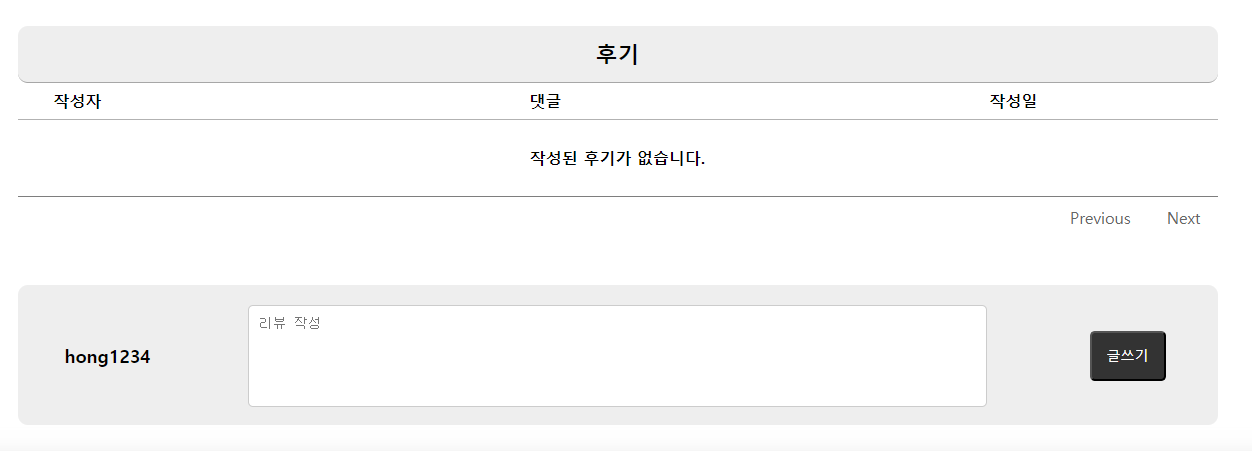 후기
작성자 댓글 작성일
작성된 후기가 없습니다.
Previous Next
리뷰 작성
hong1234
글쓰기